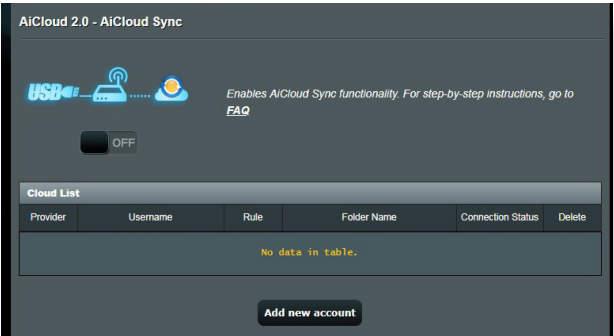 AiCloud 2.0 - AiCloud Sync
USB
Enables AiCloud Sync functionality. For step-by-step instructions, go to
FAQ
OFF
Cloud List
Provider Username Rule Folder Name Connection Status Delete
No data in table.
Add new account